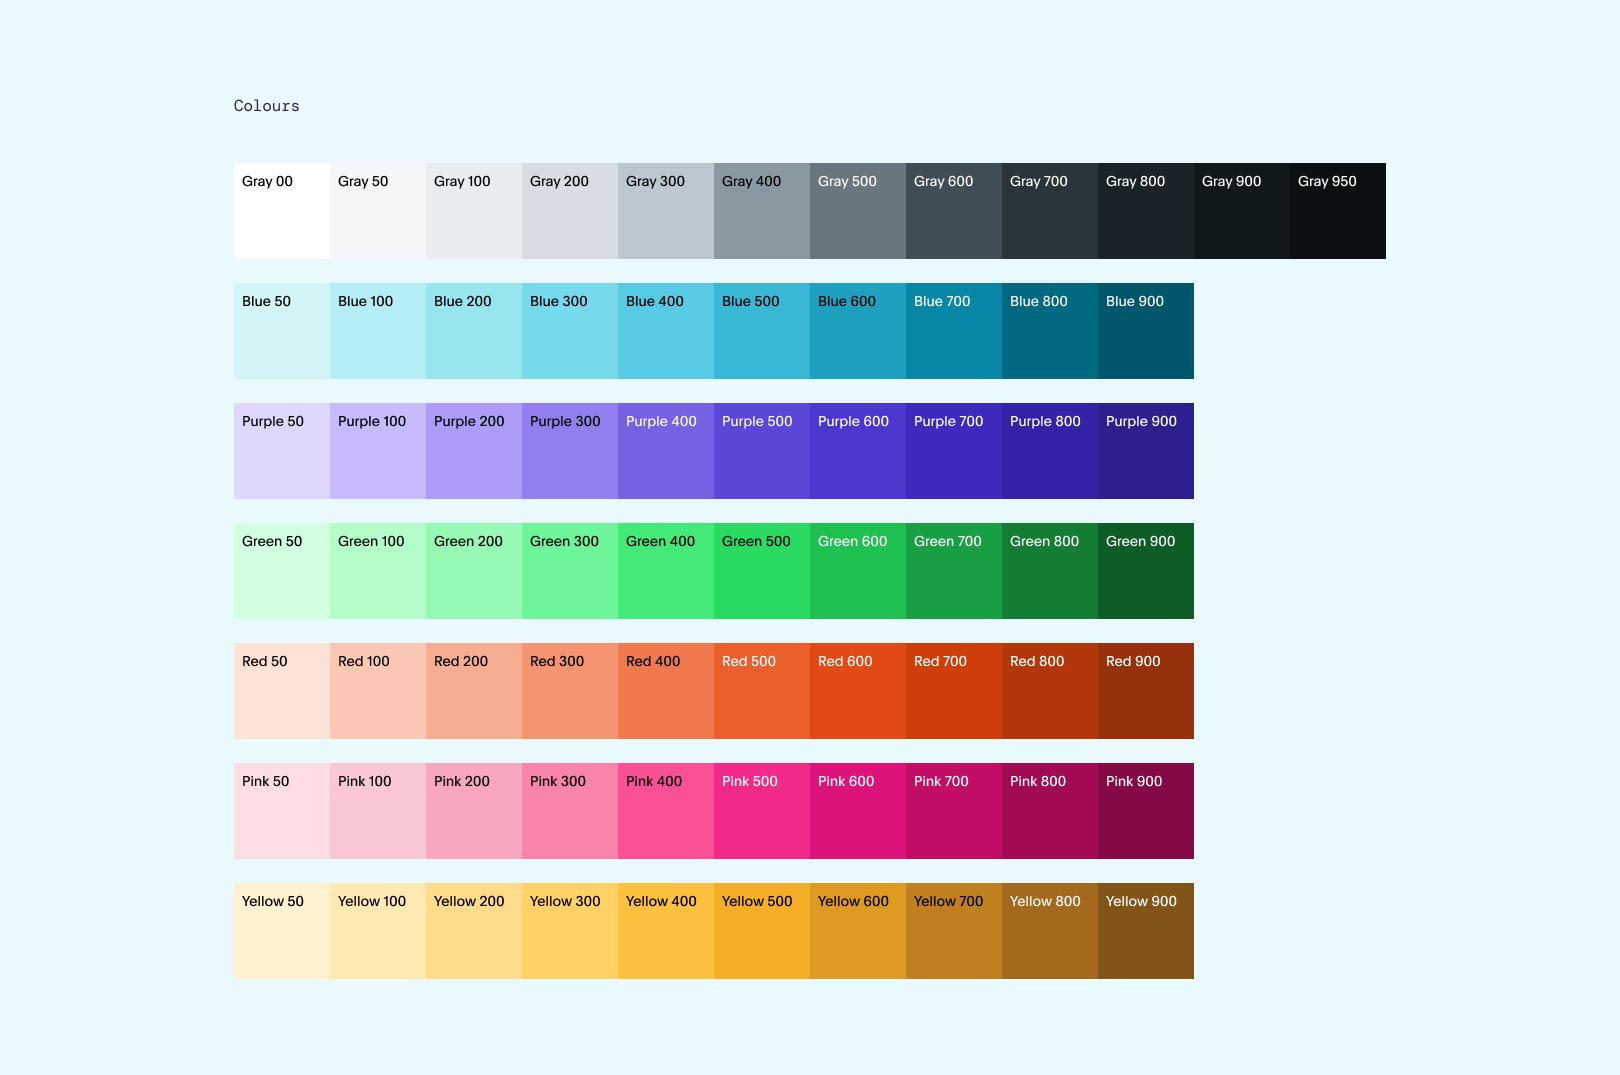 Colours
Gray 00 Gray 50 Gray 100 Gray 200 Gray 300 Gray 400 Gray 500 Gray 600 Gray 700 Gray 800 Gray 900 Gray 950
Blue 50 Blue 100 Blue 200 Blue 300 Blue 400 Blue 500 Blue 600 Blue 700 Blue 800 Blue 900
Purple 50 Purple 100 Purple 200 Purple 300 Purple 400 Purple 500 Purple 600 Purple 700 Purple 800 Purple 900
Green 50 Green 100 Green 200 Green 300 Green 400 Green 500 Green 600 Green 700 Green 800 Green 900
Red 50 Red 100 Red 200 Red 300 Red 400 Red 500 Red 600 Red 700 Red 800 Red 900
Pink 50 Pink 100 Pink 200 Pink 300 Pink 400 Pink 500 Pink 600 Pink 700 Pink 800 Pink 900
Yellow 50 Yellow 100 Yellow 200 Yellow 300 Yellow 400 Yellow 500 Yellow 600 Yellow 700 Yellow 800 Yellow 900